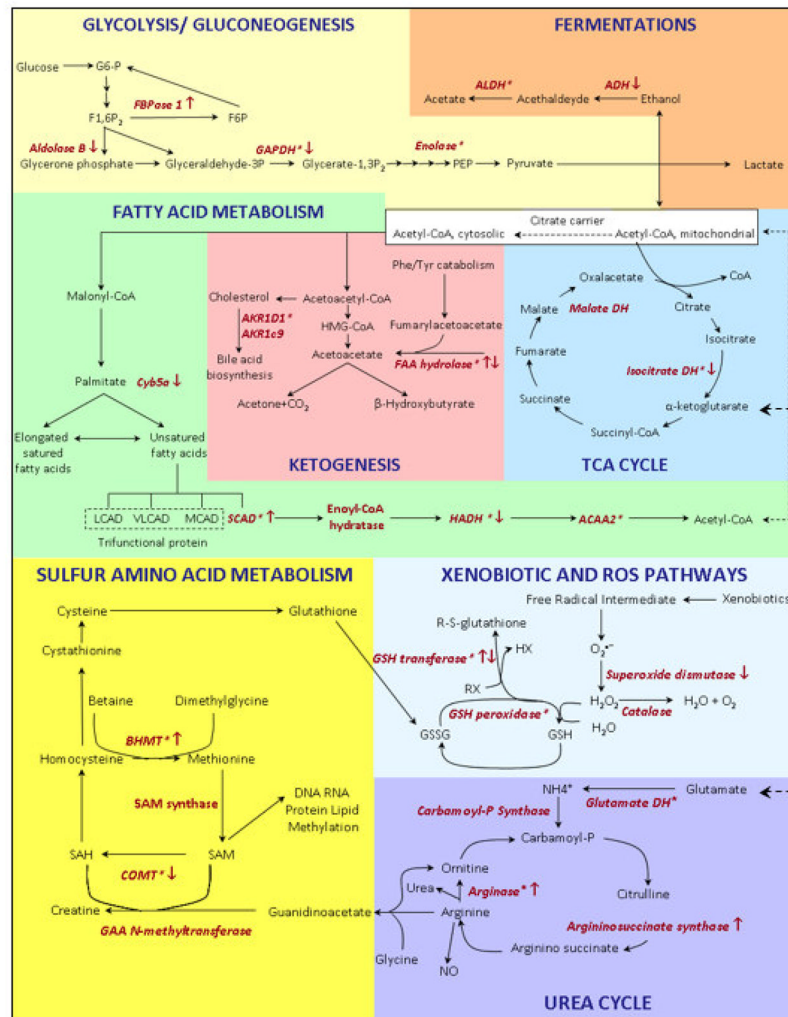 GLYCOLYSIS/ GLUCONEOGENESIS
Glucose
G6-P
FBPase 1 ↑
F1,6P₂
F6P
Aldolase B ↓
GAPDH* ↓
Enolase*
Glycerone phosphate
Glyceraldehyde-3P
Glycerate-1,3P₂
PEP
Pyruvate
FERMENTATIONS
ALDH*
ADH ↓
Acetate
Acethaldeyde
Ethanol
Lactate
FATTY ACID METABOLISM
Citrate carrier
Acetyl-CoA, cytosolic
Acetyl-CoA, mitochondrial
Malonyl-CoA
Palmitate
Cyb5a ↓
Elongated
satured
fatty acids
Unsatured
fatty acids
LCAD
VLCAD
MCAD
Trifunctional protein
SCAD* ↑
Enoyl-CoA
hydratase
HADH * ↓
ACAA2*
Acetyl-CoA
Phe/Tyr catabolism
Cholesterol
Acetoacetyl-CoA
AKR1D1*
AKR1c9
HMG-CoA
Fumarylacetoacetate
Bile acid
biosynthesis
Acetoacetate
FAA hydrolase* ↑↓
Acetone+CO₂
β-Hydroxybutyrate
KETOGENESIS
Oxalacetate
CoA
Malate
Malate DH
Citrate
Isocitrate
Fumarate
Isocitrate DH* ↓
Succinate
α-ketoglutarate
Succinyl-CoA
TCA CYCLE
SULFUR AMINO ACID METABOLISM
Cysteine
Glutathione
Cystathionine
Betaine
Dimethylglycine
BHMT* ↑
Homocysteine
Methionine
SAM synthase
DNA RNA
Protein Lipid
Methylation
SAH
SAM
COMT* ↓
Creatine
Guanidinoacetate
GAA N-methyltransferase
XENOBIOTIC AND ROS PATHWAYS
Free Radical Intermediate
Xenobiotics
R-S-glutathione
HX
O₂•⁻
GSH transferase* ↑↓
Superoxide dismutase ↓
RX
H₂O₂
H₂O + O₂
GSH peroxidase*
Catalase
GSSG
GSH
H₂O
NH4⁺
Glutamate DH*
Glutamate
Carbamoyl-P Synthase
Carbamoyl-P
Ornitine
Urea
Arginase* ↑
Citrulline
Arginine
Argininosuccinate synthase ↑
Arginino succinate
Glycine
NO
UREA CYCLE